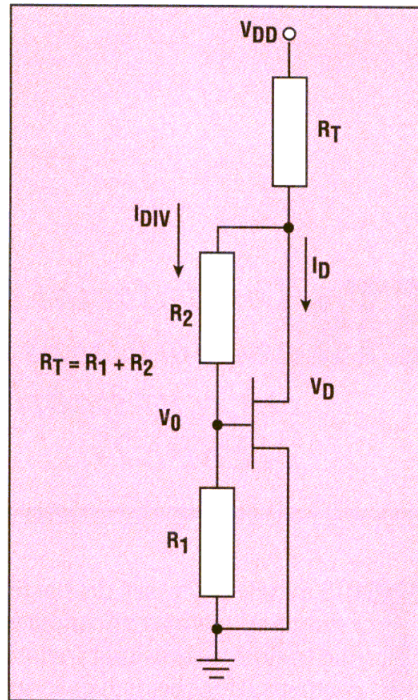 VDD
RT
IDIV
ID
R2
RT = R1 + R2
VD
V0
R1